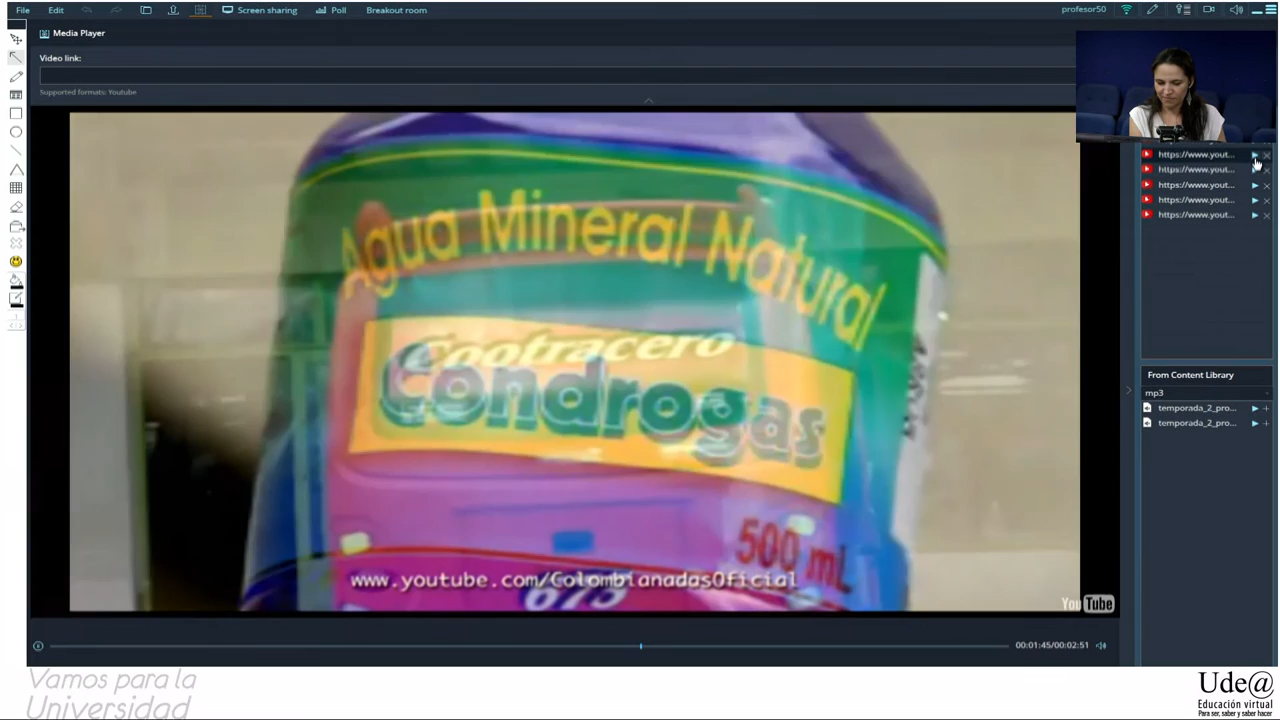 File Edit Screen sharing Poll Breakout room profesor50
Media Player
Video link:
Supported formats: Youtube
https://www.yout...
https://www.yout...
https://www.yout...
https://www.yout...
https://www.yout...
Agua Mineral Natural
Cootracero
Condrogas
500 mL
www.youtube.com/ColombianadasOficial
675
YouTube
From Content Library
mp3
temporada_2_pro...
temporada_2_pro...
00:01:45/00:02:51
Vamos para la
Universidad
Ude@
Educación virtual
Para ser, saber y saber hacer